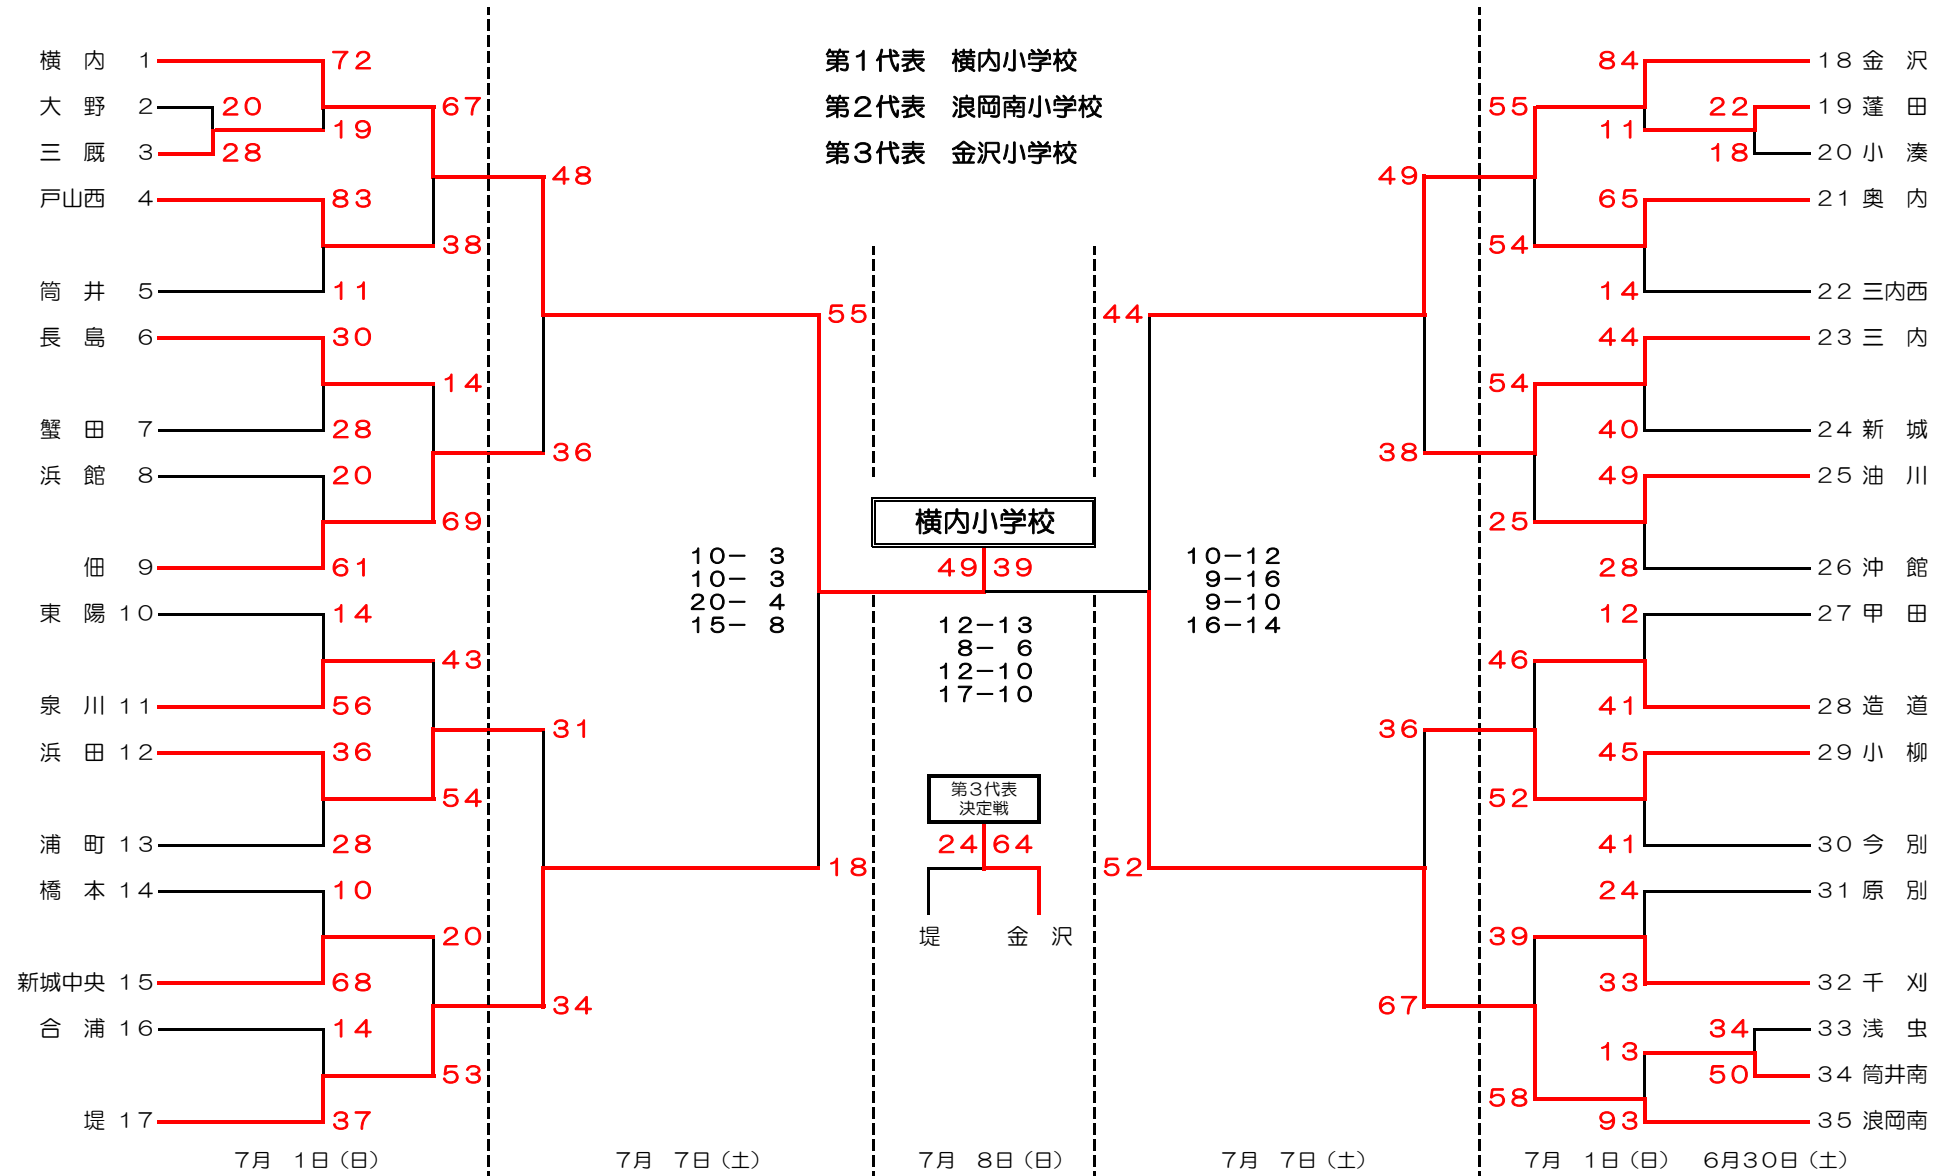 第１代表　横内小学校
第２代表　浪岡南小学校
第３代表　金沢小学校
横　内　1　72
大　野　2　20
三　厩　3　28
19
67
戸山西　4　83
38
筒　井　5　11
48
長　島　6　30
14
蟹　田　7　28
36
浜　館　8　20
69
佃　9　61
東　陽　10　14
43
泉　川　11　56
31
浜　田　12　36
54
浦　町　13　28
橋　本　14　10
20
新城中央　15　68
34
合　浦　16　14
53
堤　17　37
55
18
10－　3
10－　3
20－　4
15－　8
横内小学校
49　39
12－13
8－　6
12－10
17－10
第３代表
決定戦
24　64
堤　金　沢
44
52
10－12
9－16
9－10
16－14
84　18　金　沢
55
22　19　蓬　田
11
18　20　小　湊
49
65　21　奥　内
54
14　22　三内西
44　23　三　内
54
40　24　新　城
38
49　25　油　川
25
28　26　沖　館
12　27　甲　田
46
41　28　造　道
36
45　29　小　柳
52
41　30　今　別
24　31　原　別
39
33　32　千　刈
67
34　33　浅　虫
13
50　34　筒井南
58
93　35　浪岡南
7月　1日（日）
7月　7日（土）
7月　8日（日）
7月　7日（土）
7月　1日（日）
6月30日（土）